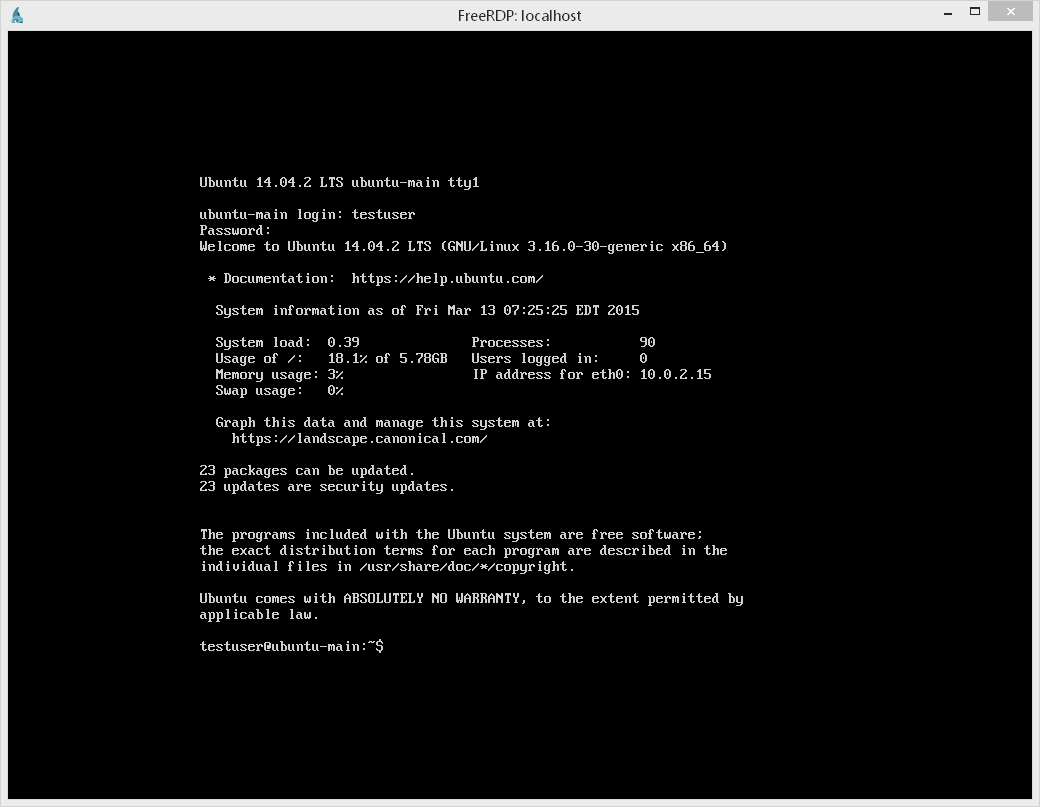 FreeRDP: localhost
Ubuntu 14.04.2 LTS ubuntu-main tty1
ubuntu-main login: testuser
Password:
Welcome to Ubuntu 14.04.2 LTS (GNU/Linux 3.16.0-30-generic x86_64)
* Documentation:  https://help.ubuntu.com/
System information as of Fri Mar 13 07:25:25 EDT 2015
System load:  0.39                Processes:           90
Usage of /:   18.1% of 5.78GB   Users logged in:     0
Memory usage: 3%                IP address for eth0: 10.0.2.15
Swap usage:   0%
Graph this data and manage this system at:
https://landscape.canonical.com/
23 packages can be updated.
23 updates are security updates.
The programs included with the Ubuntu system are free software;
the exact distribution terms for each program are described in the
individual files in /usr/share/doc/*/copyright.
Ubuntu comes with ABSOLUTELY NO WARRANTY, to the extent permitted by
applicable law.
testuser@ubuntu-main:~$